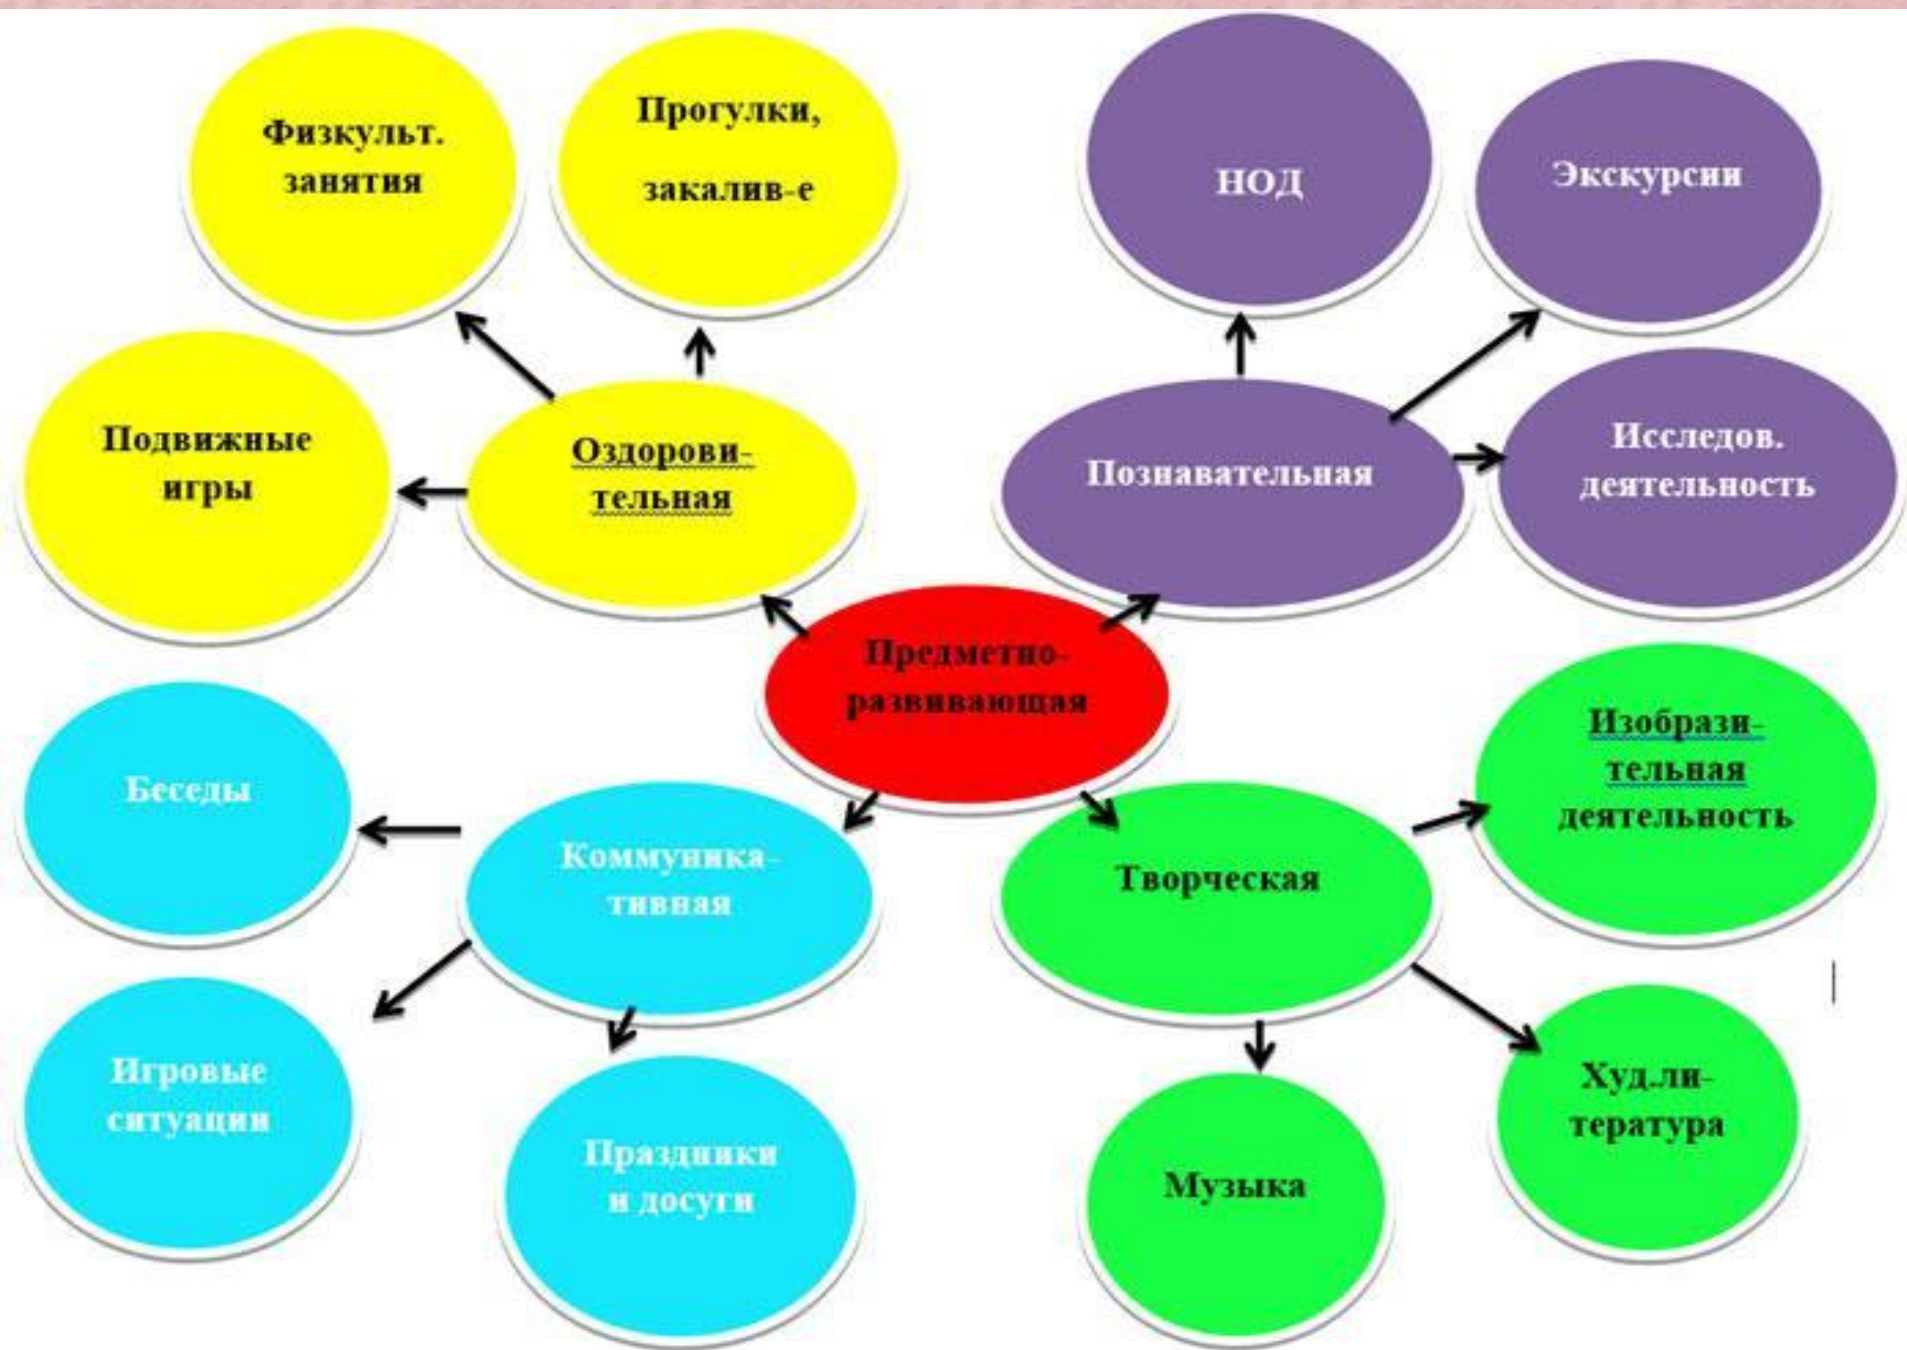 Физкульт.
занятия
Прогулки,
закалив-е
НОД
Экскурсии
Подвижные
игры
Оздорови-
тельная
Познавательная
Исследов.
деятельность
Предметно-
развивающая
Беседы
Коммуника-
тивная
Творческая
Изобрази-
тельная
деятельность
Игровые
ситуации
Праздники
и досуги
Музыка
Худ.ли-
тература